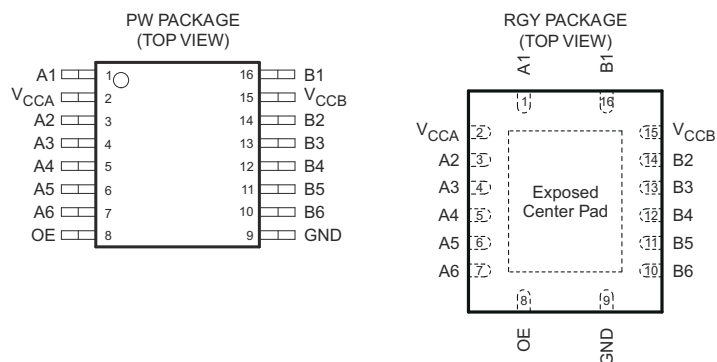 PW PACKAGE
(TOP VIEW)
A1 1 16 B1
VCCA 2 15 VCCB
A2 3 14 B2
A3 4 13 B3
A4 5 12 B4
A5 6 11 B5
A6 7 10 B6
OE 8 9 GND
RGY PACKAGE
(TOP VIEW)
A1 B1
1 16
VCCA 2 15 VCCB
A2 3 14 B2
A3 4 13 B3
A4 5 12 B4
A5 6 11 B5
A6 7 10 B6
Exposed
Center Pad
8 9
OE GND